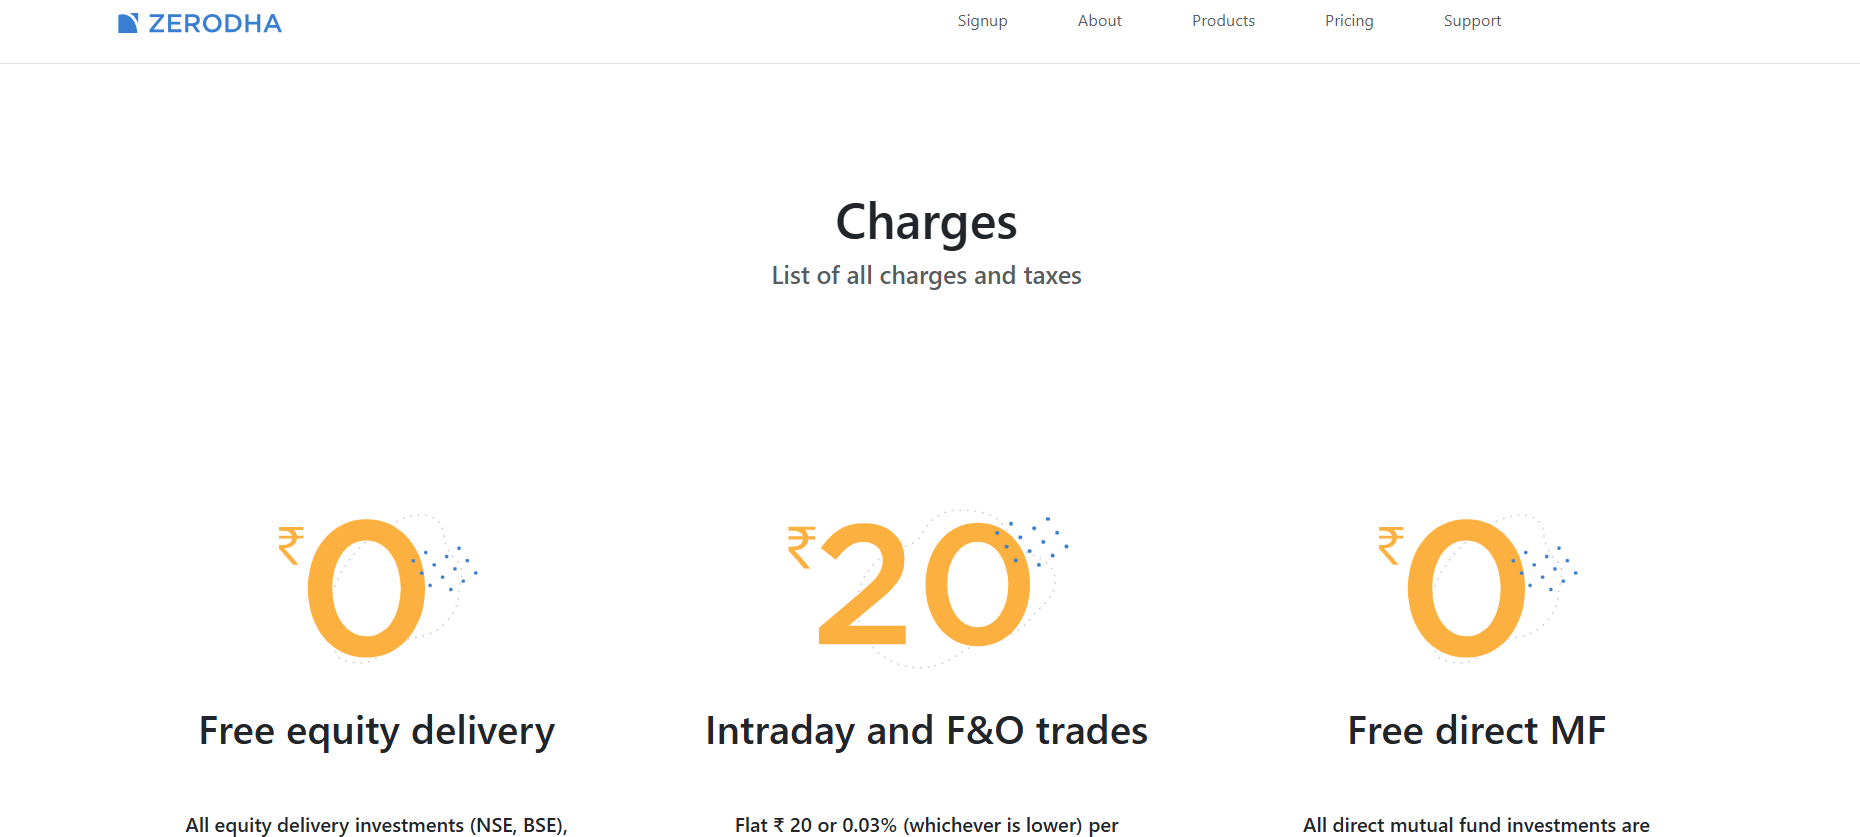 ZERODHA
Signup
About
Products
Pricing
Support
Charges
List of all charges and taxes
₹0
₹20
₹0
Free equity delivery
Intraday and F&O trades
Free direct MF
All equity delivery investments (NSE, BSE),
Flat ₹ 20 or 0.03% (whichever is lower) per
All direct mutual fund investments are